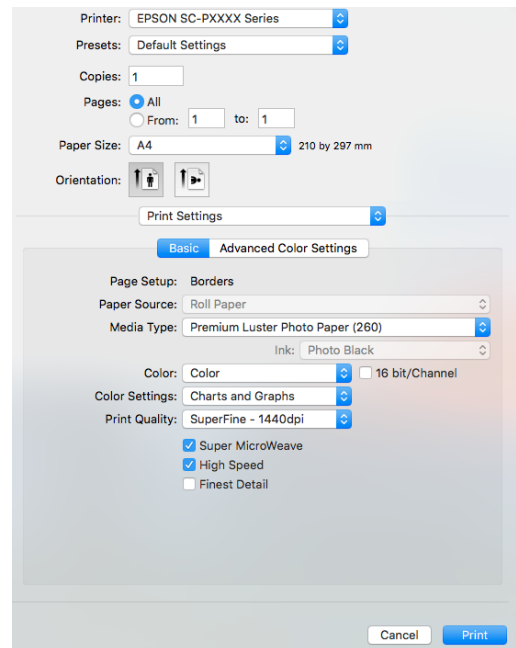 Printer: EPSON SC-PXXXX Series
Presets: Default Settings
Copies: 1
Pages: All
From: 1 to: 1
Paper Size: A4 210 by 297 mm
Orientation:
Print Settings
Basic Advanced Color Settings
Page Setup: Borders
Paper Source: Roll Paper
Media Type: Premium Luster Photo Paper (260)
Ink: Photo Black
Color: Color 16 bit/Channel
Color Settings: Charts and Graphs
Print Quality: SuperFine - 1440dpi
Super MicroWeave
High Speed
Finest Detail
Cancel Print